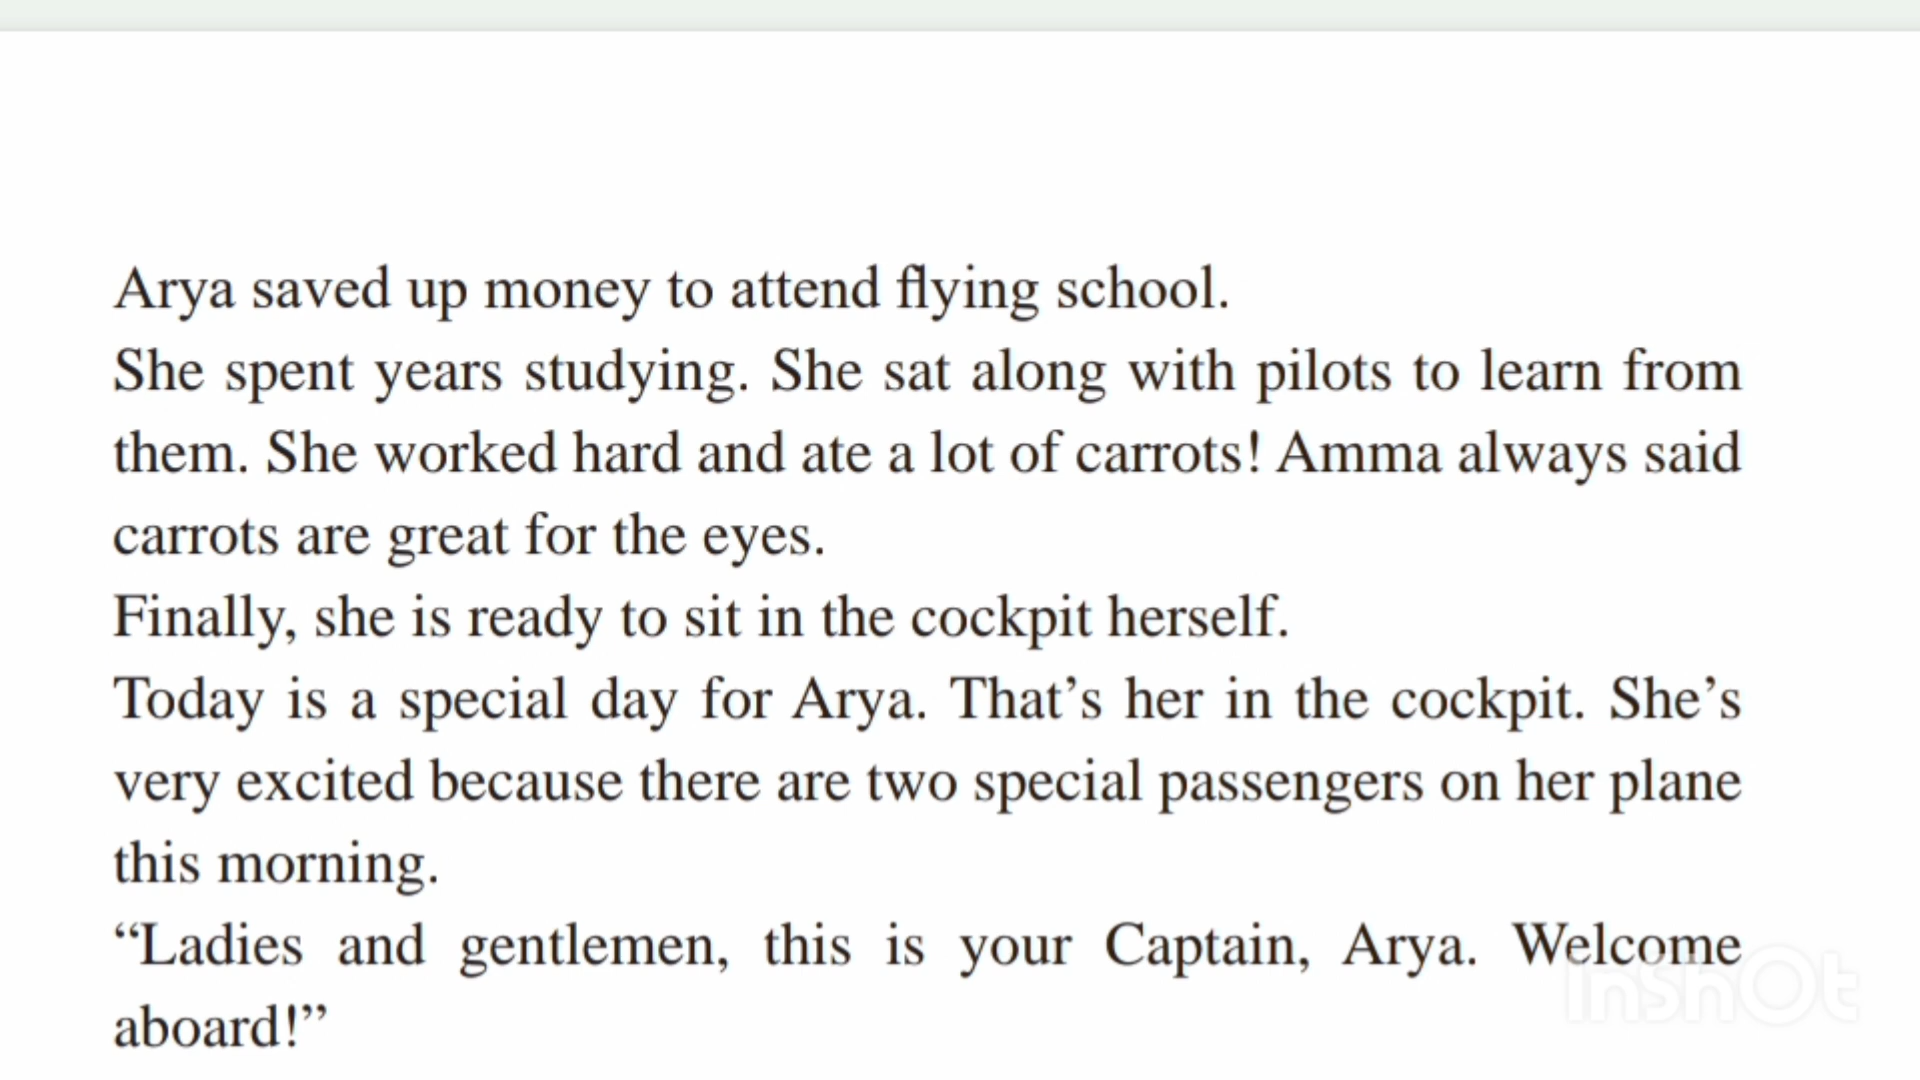 Arya saved up money to attend flying school.
She spent years studying. She sat along with pilots to learn from
them. She worked hard and ate a lot of carrots! Amma always said
carrots are great for the eyes.
Finally, she is ready to sit in the cockpit herself.
Today is a special day for Arya. That’s her in the cockpit. She’s
very excited because there are two special passengers on her plane
this morning.
“Ladies and gentlemen, this is your Captain, Arya. Welcome
aboard!”
InShOt